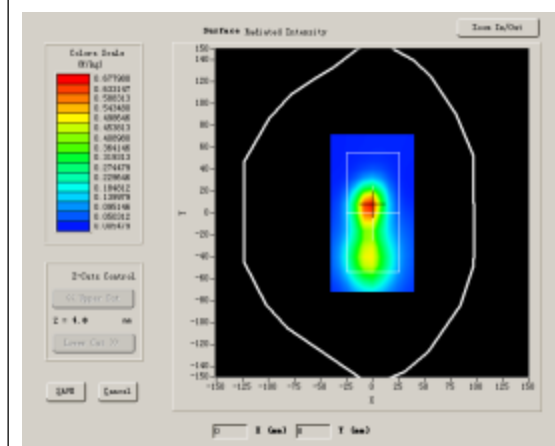 Surface Radiated Intensity
Zoom In/Out
Colors Scale
(W/kg)
0.677980
0.633147
0.588313
0.543480
0.498646
0.453813
0.408980
0.364146
0.319313
0.274479
0.229646
0.184812
0.139979
0.095146
0.050312
0.005479
Z-Cuts Control
<< Upper Cut
Z = 4.0 mm
Lower Cut >>
SAVE
Cancel
150
140
100
80
60
40
20
0
-20
-40
-60
-80
-100
-120
-140
-150
Y
-150 -125 -100 -75 -50 -25 0 25 50 75 100 125 150
X
0 X (mm) 8 Y (mm)